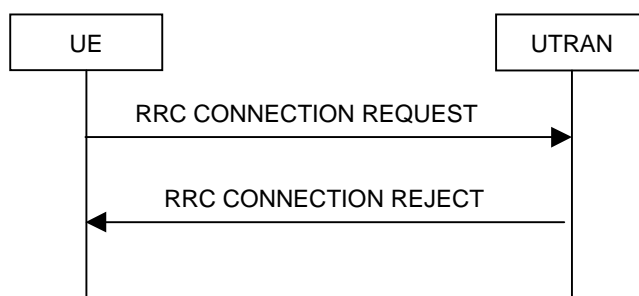 UE
UTRAN
RRC CONNECTION REQUEST
RRC CONNECTION REJECT